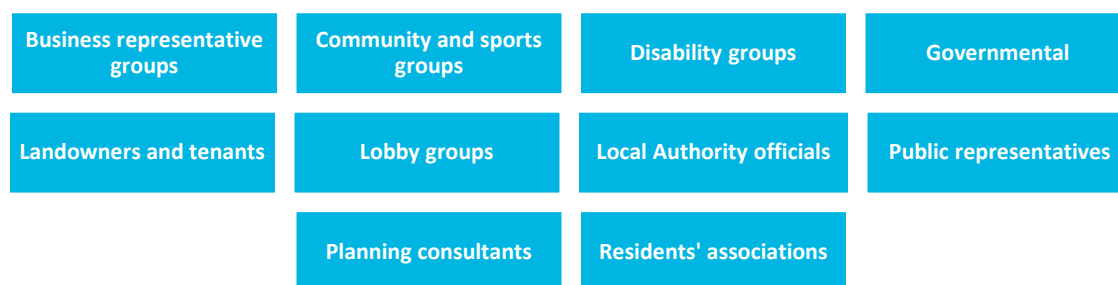 Business representative
groups
Community and sports
groups
Disability groups
Governmental
Landowners and tenants
Lobby groups
Local Authority officials
Public representatives
Planning consultants
Residents' associations